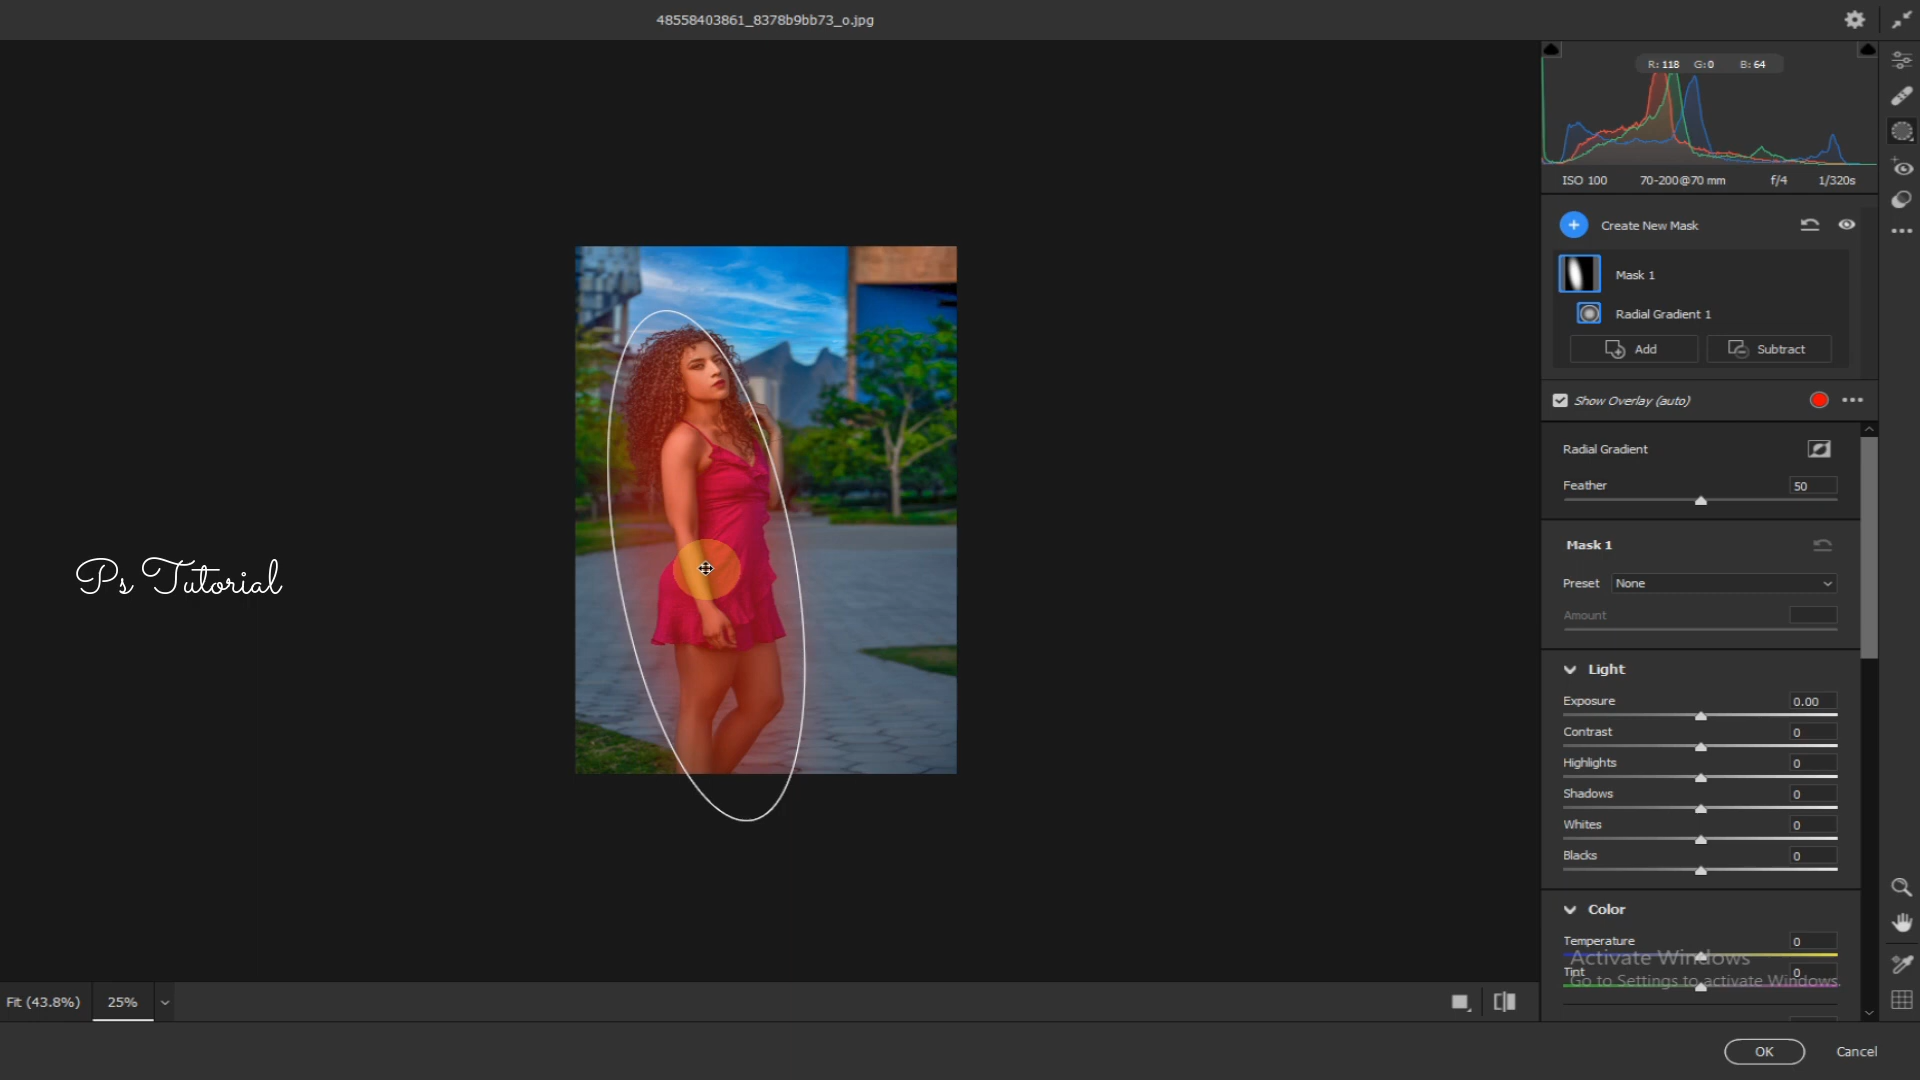 48558403861_8378b9bb73_o.jpg
R: 118 G: 0 B: 64
ISO 100 70-200@70 mm f/4 1/320s
Create New Mask
Mask 1
Radial Gradient 1
Add Subtract
Show Overlay (auto)
Radial Gradient
Feather 50
Mask 1
Preset None
Amount
Light
Exposure 0.00
Contrast 0
Highlights 0
Shadows 0
Whites 0
Blacks 0
Color
Temperature 0
Activate Windows
Tint 0
Go to Settings to activate Windows.
Ps Tutorial
Fit (43.8%) 25%
OK Cancel